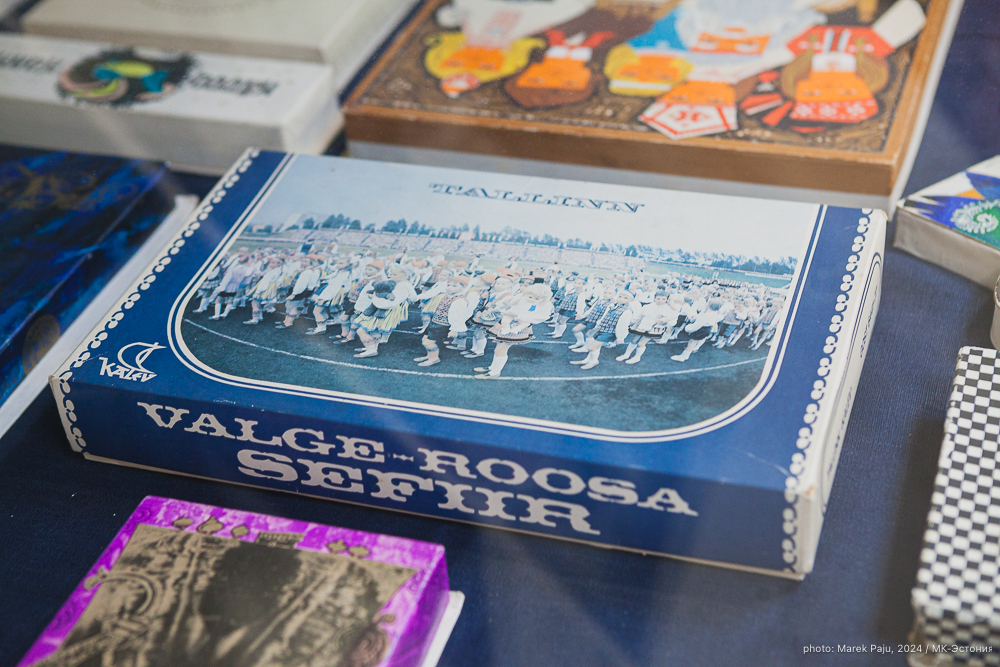 TALLINN
KALEV
VALGE-ROOSA
SEFIIR
photo: Marek Paju, 2024 / МК-Эстония